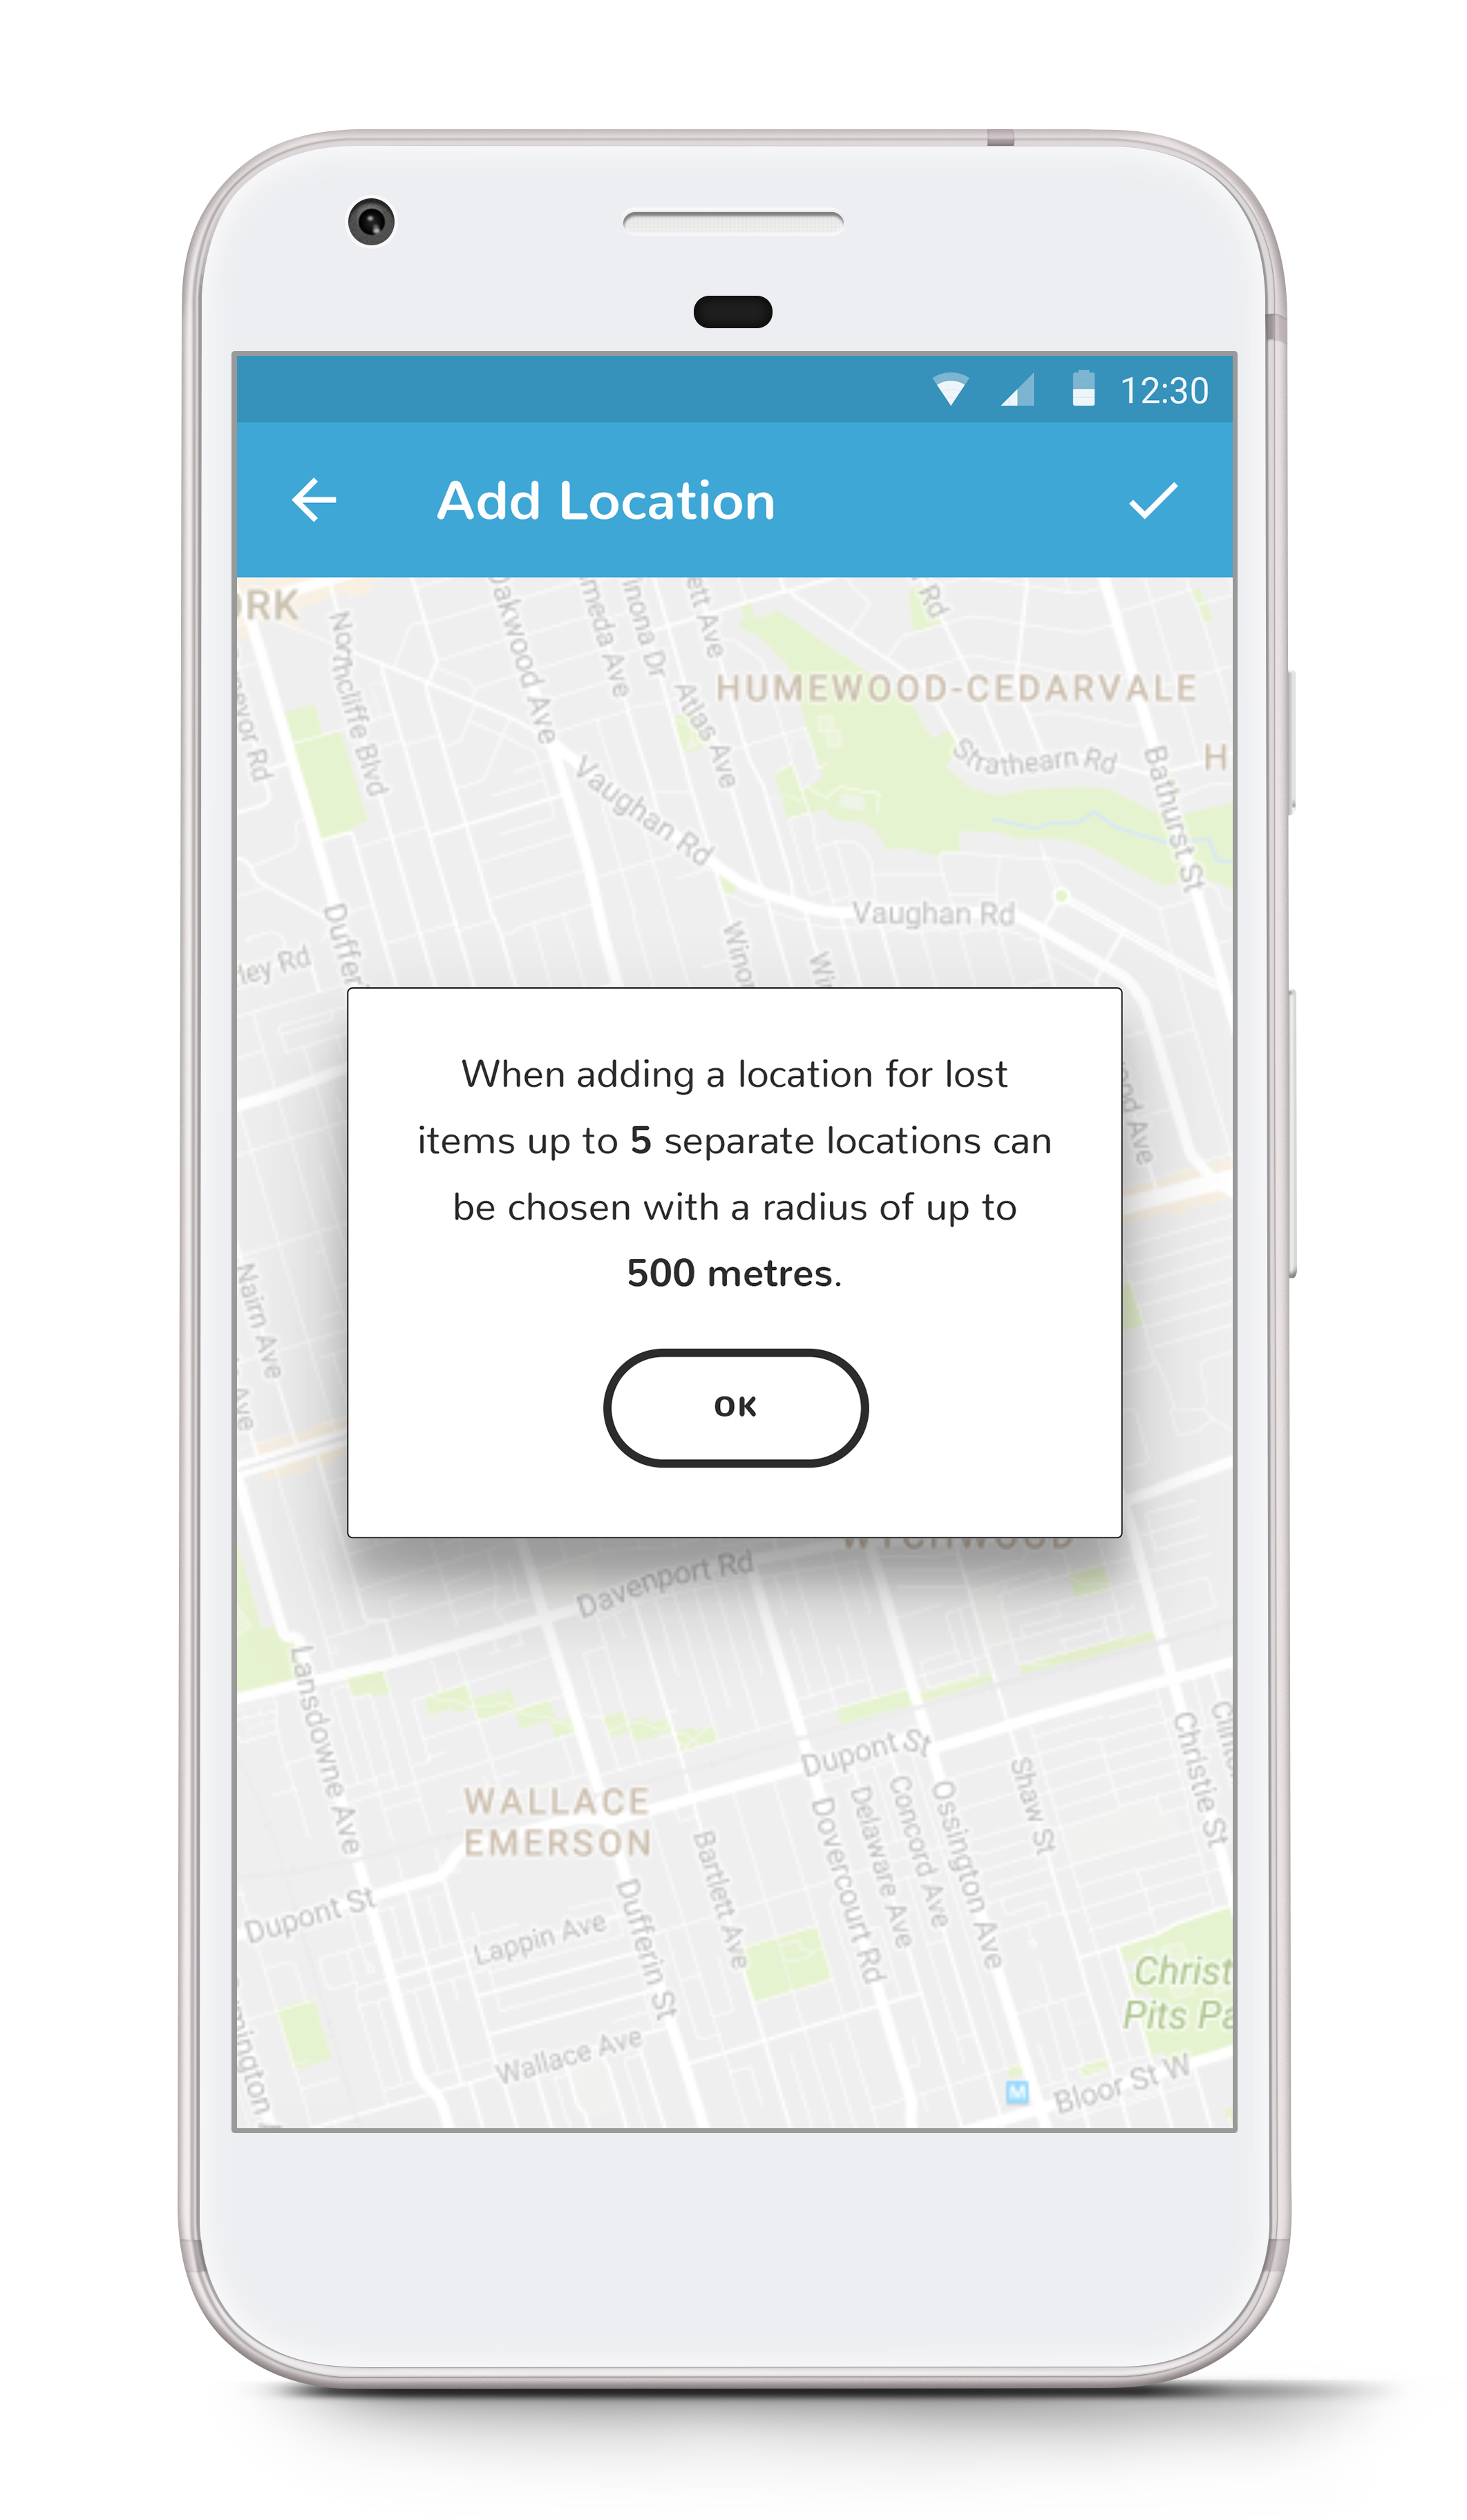 12:30
Add Location
HUMEWOOD-CEDARVALE
Northcliffe Blvd
Oakwood Ave
Atlas Ave
Vaughan Rd
Strathearn Rd
Bathurst St
H
Vaughan Rd
When adding a location for lost
items up to 5 separate locations can
be chosen with a radius of up to
500 metres.
OK
Nairn Ave
Davenport Rd
Lansdowne Ave
Dupont St
WALLACE
EMERSON
Bartlett Ave
Dovercourt Rd
Delaware Ave
Concord Ave
Ossington Ave
Shaw St
Christie St
Dupont St
Lappin Ave
Dufferin St
Wallace Ave
Christ
Pits Pa
M
Bloor St W